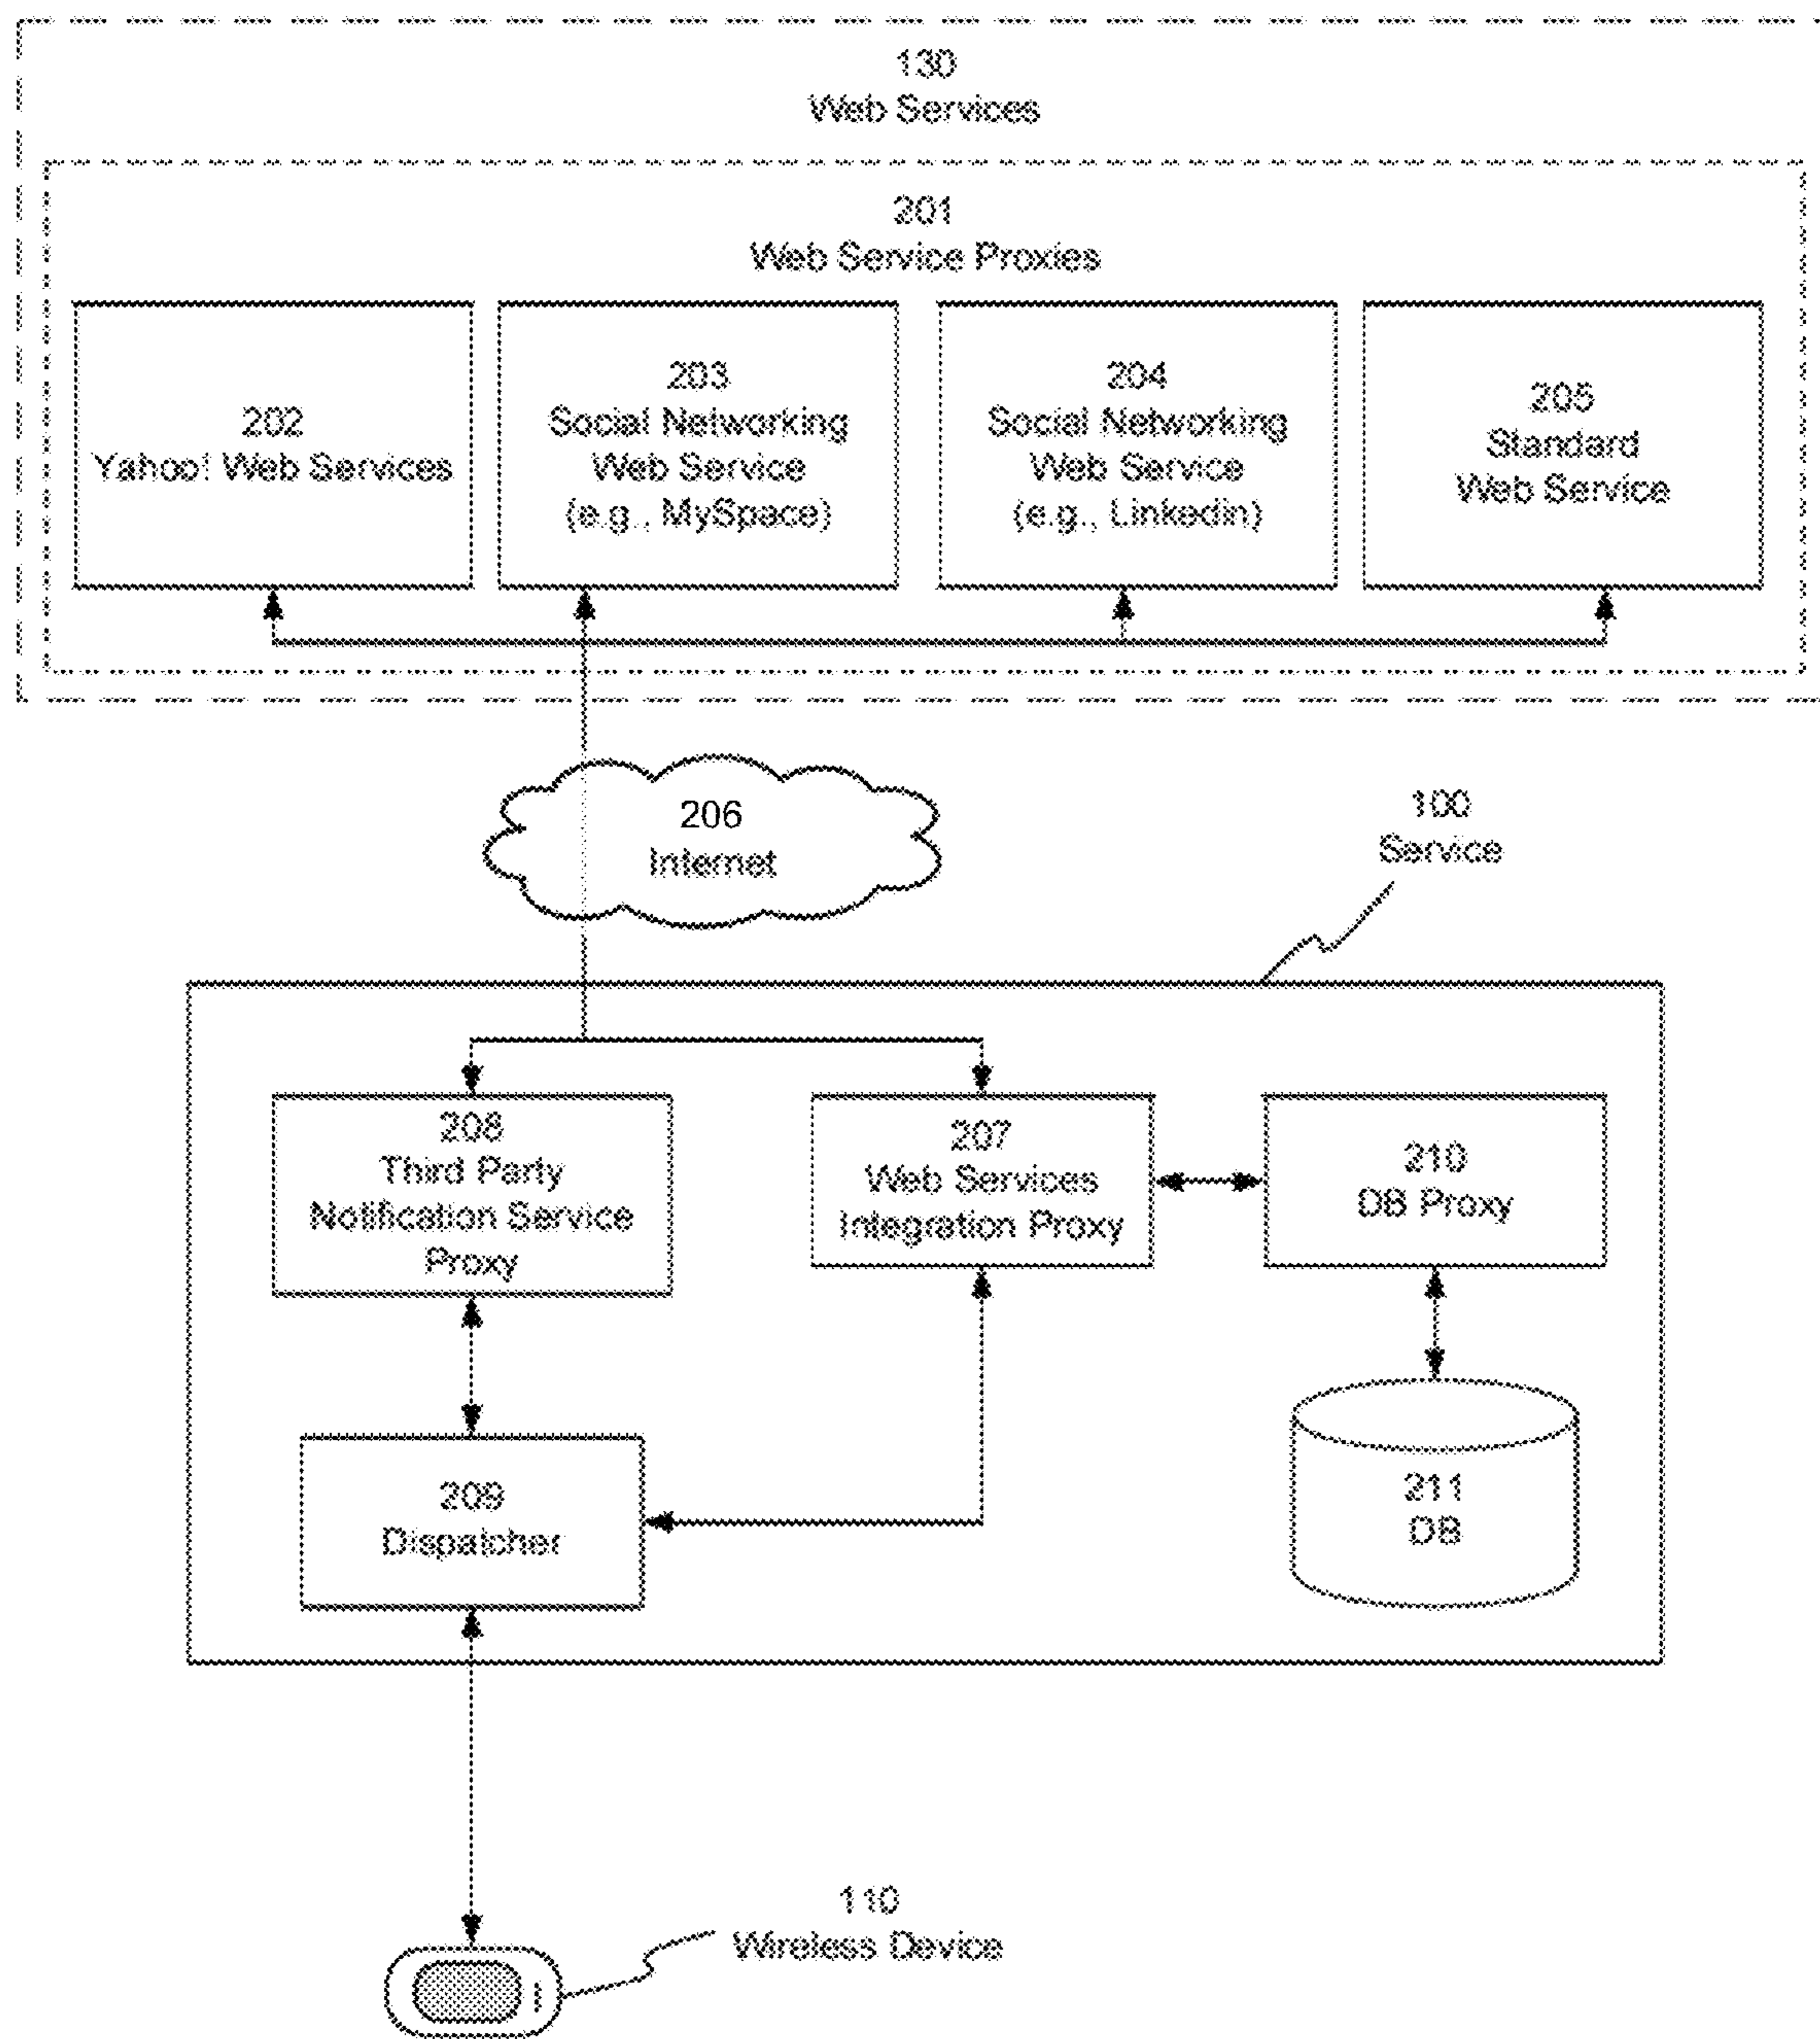 130
Web Services
201
Web Service Proxies
202
Yahoo! Web Services
203
Social Networking
Web Service
(e.g., MySpace)
204
Social Networking
Web Service
(e.g., Linkedin)
205
Standard
Web Service
206
Internet
100
Service
208
Third Party
Notification Service
Proxy
207
Web Services
Integration Proxy
210
DB Proxy
209
Dispatcher
211
DB
110
Wireless Device